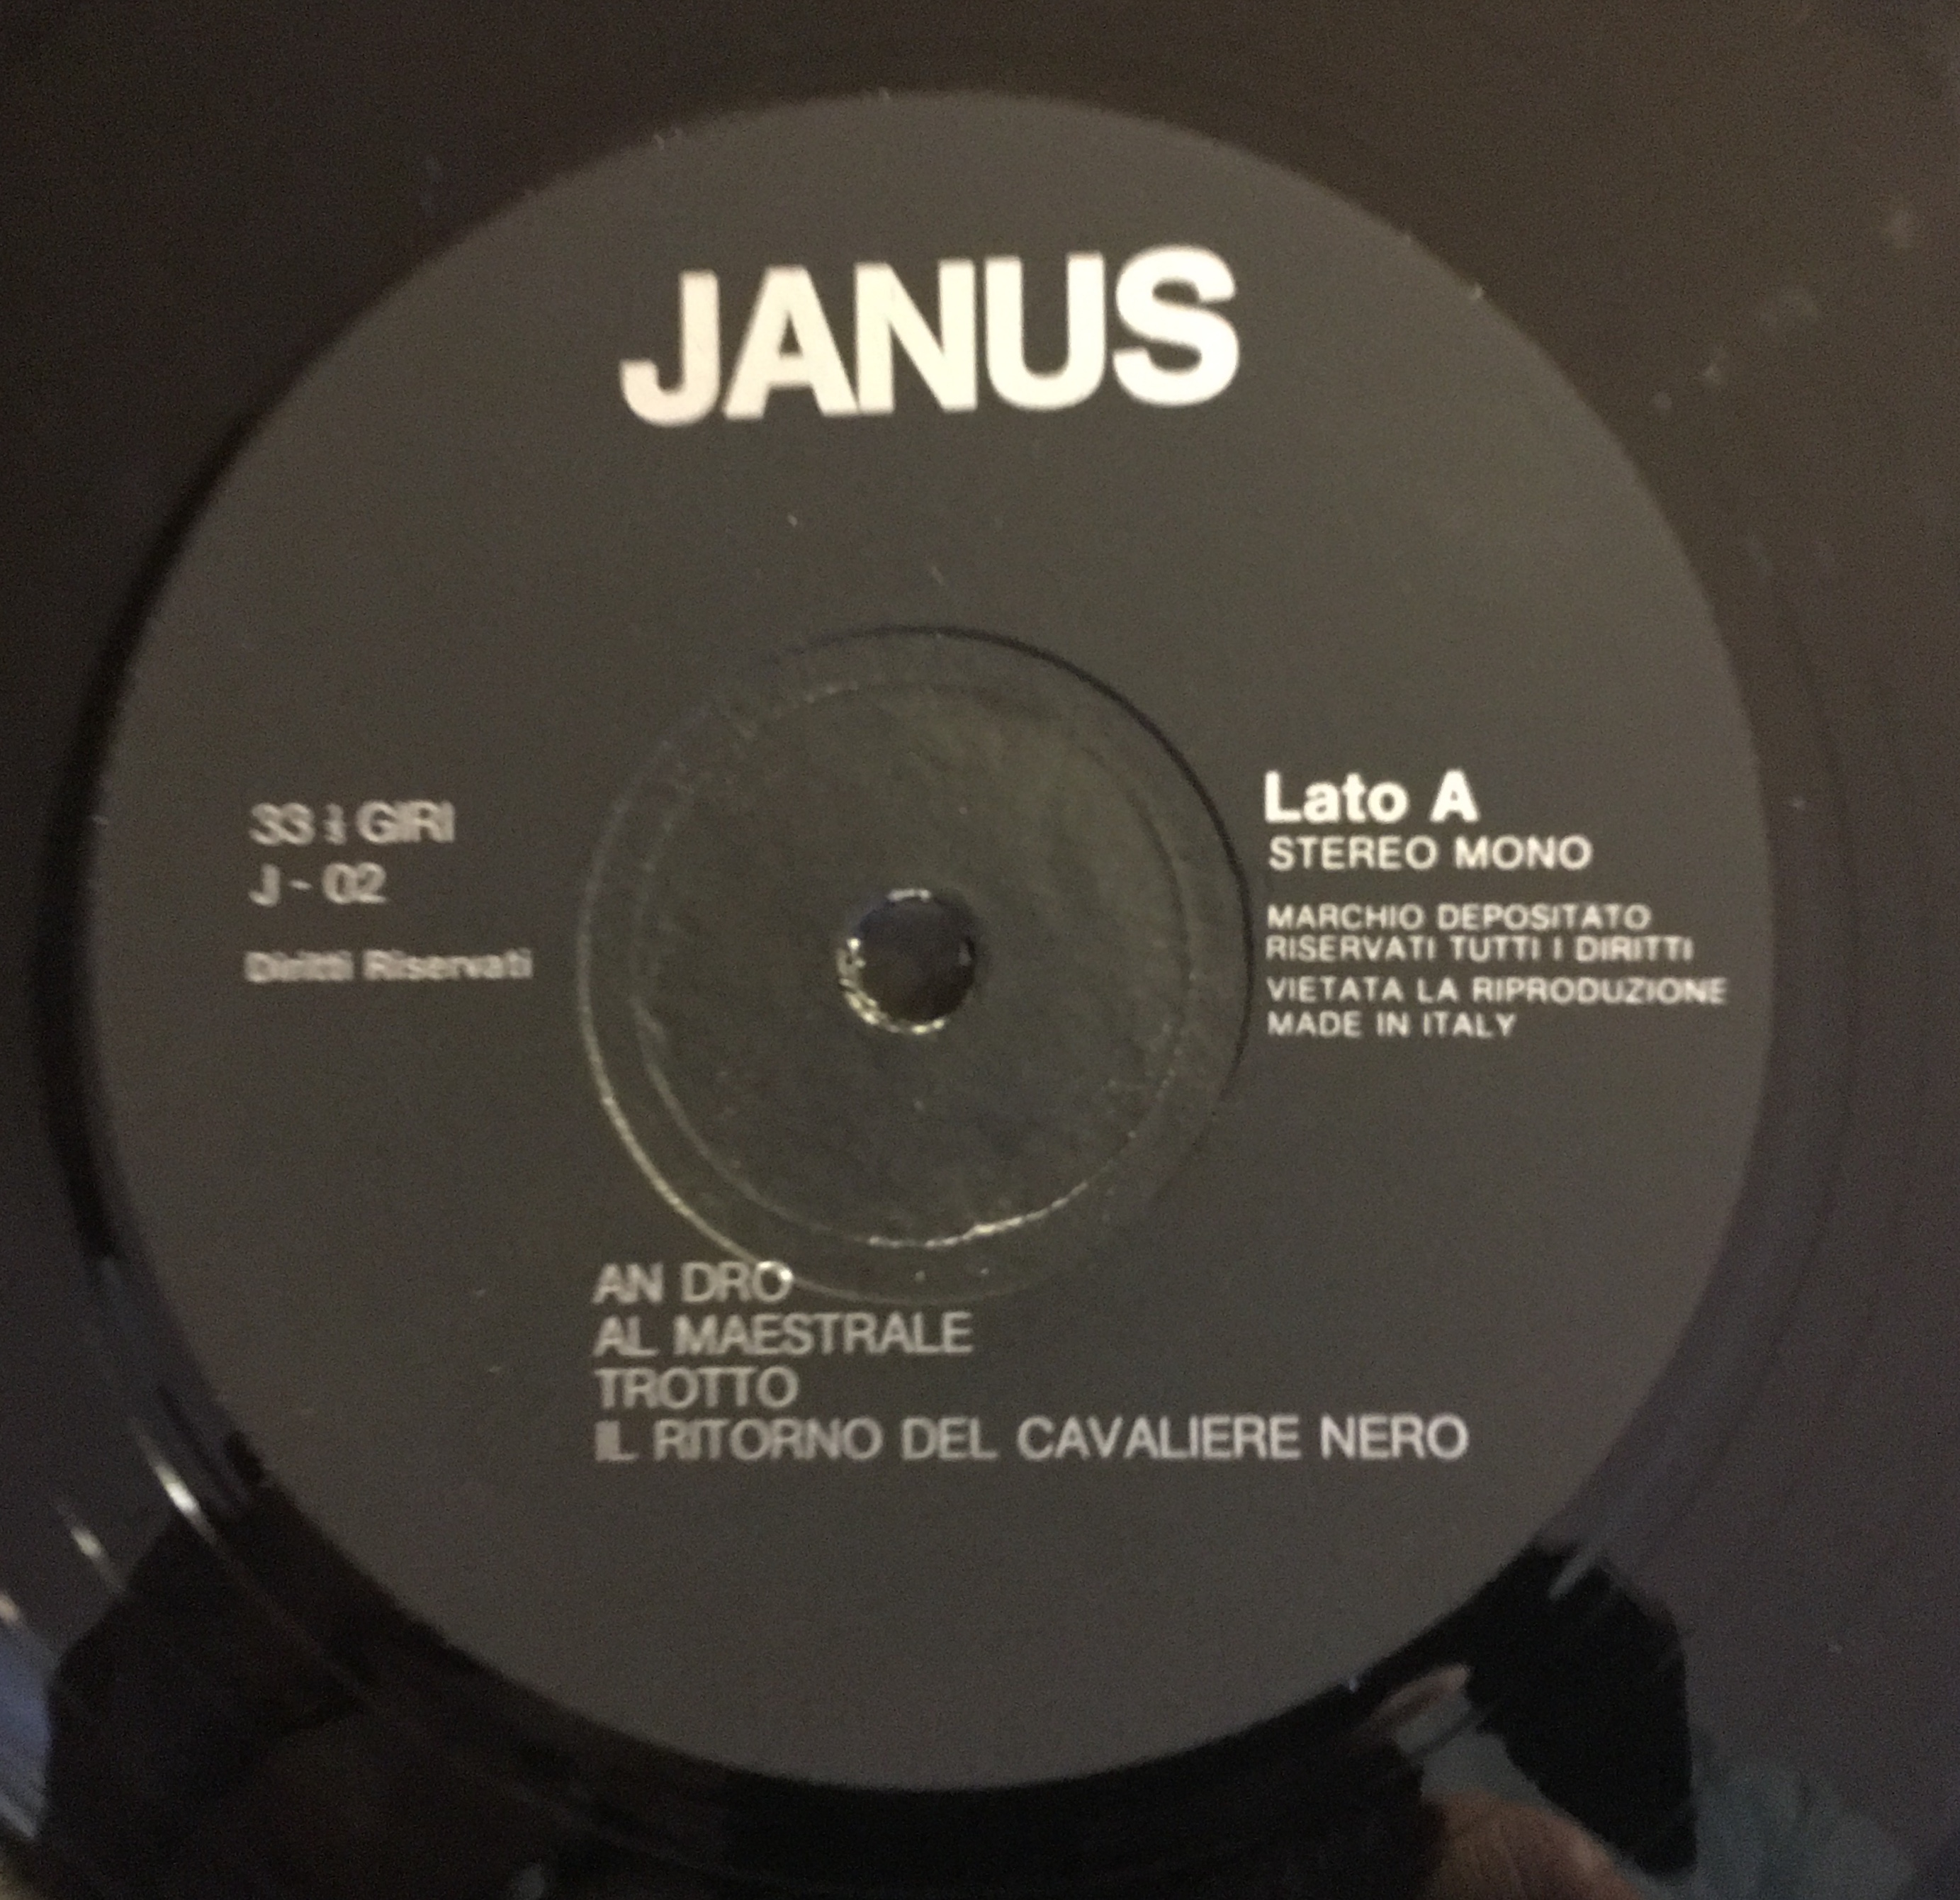 JANUS
33 ⅓ GIRI
J - 02
Diritti Riservati
Lato A
STEREO MONO
MARCHIO DEPOSITATO
RISERVATI TUTTI I DIRITTI
VIETATA LA RIPRODUZIONE
MADE IN ITALY
AN DRO
AL MAESTRALE
TROTTO
IL RITORNO DEL CAVALIERE NERO